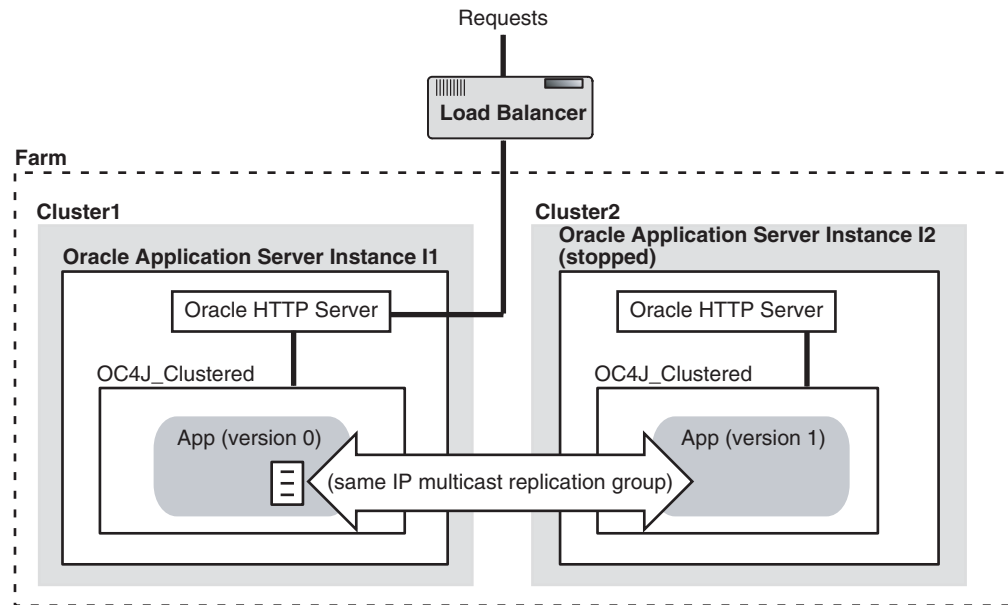 Requests
Load Balancer
Farm
Cluster1
Oracle Application Server Instance I1
Oracle HTTP Server
OC4J_Clustered
App (version 0)
Cluster2
Oracle Application Server Instance I2
(stopped)
Oracle HTTP Server
OC4J_Clustered
App (version 1)
(same IP multicast replication group)